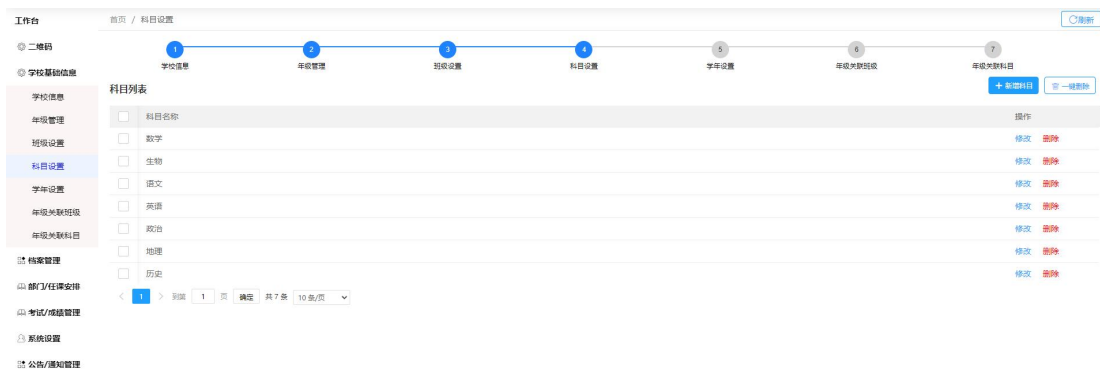 工作台
首页 / 科目设置
刷新
二维码
学校基础信息
学校信息
年级管理
班级设置
科目设置
学年设置
年级关联班级
年级关联科目
档案管理
部门/任课安排
考试/成绩管理
系统设置
公告/通知管理
1 2 3 4 5 6 7
学校信息 年级管理 班级设置 科目设置 学年设置 年级关联班级 年级关联科目
科目列表
+ 新增科目 一键删除
科目名称 操作
数学 修改 删除
生物 修改 删除
语文 修改 删除
英语 修改 删除
政治 修改 删除
地理 修改 删除
历史 修改 删除
< 1 > 到第 1 页 确定 共 7 条 10 条/页